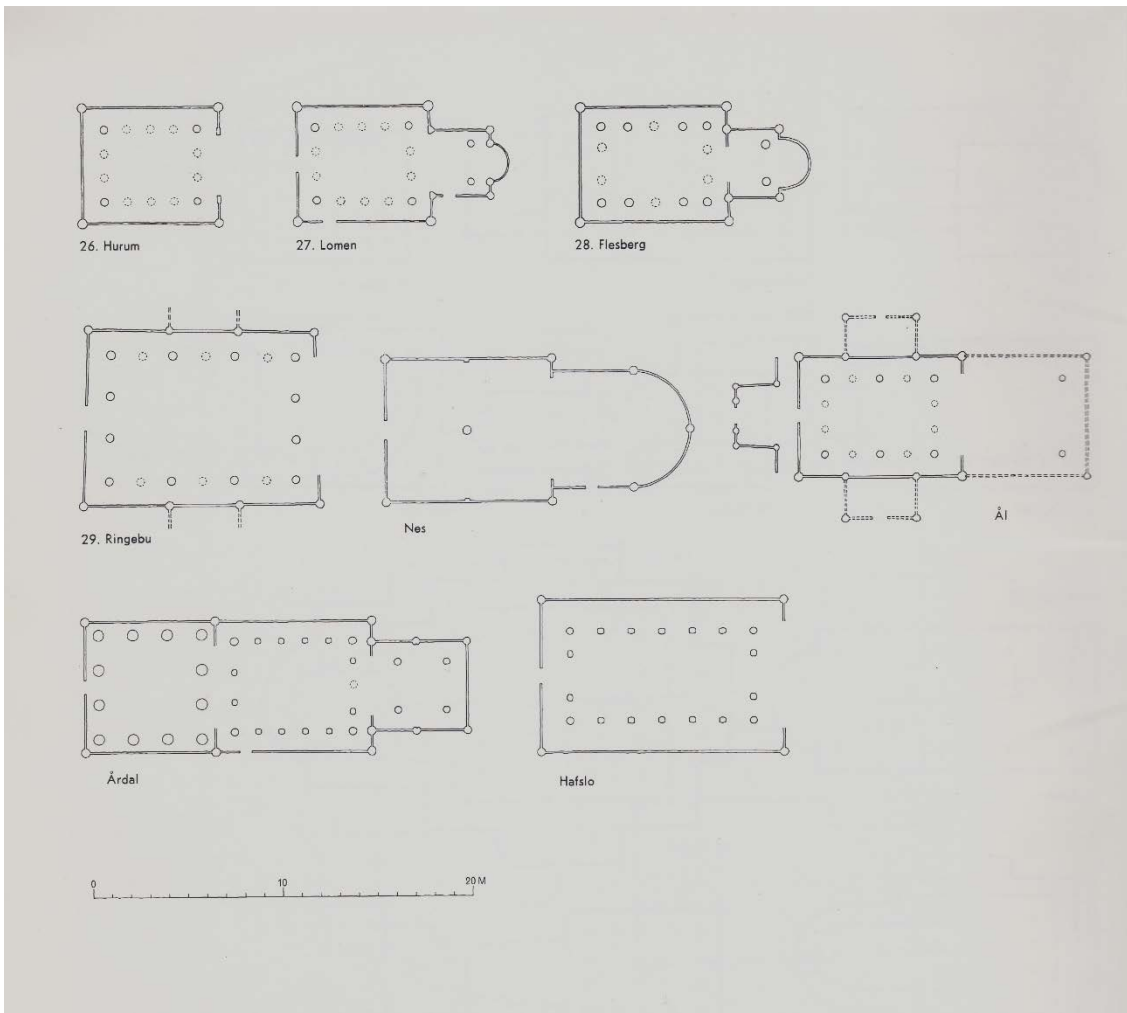 26. Hurum
27. Lomen
28. Flesberg
29. Ringebu
Nes
Ål
Årdal
Hafslo
0 10 20 M